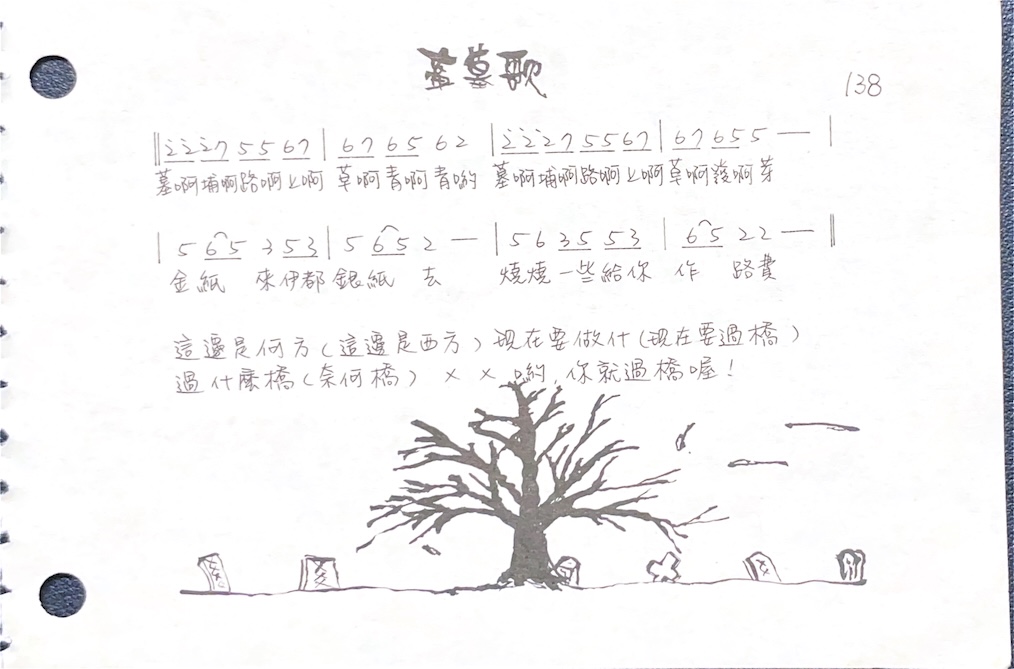 墓墓歌
138
‖ 2̇ 2̇ 2̇ 7 5 5 6 7 | 6 7 6 5 6 2 | 2̇ 2̇ 2̇ 7 5 5 6 7 | 6 7 6 5 5 — |
墓啊埔啊路啊上啊 草啊青啊青喲 墓啊埔啊路啊上啊草啊發啊芽
| 5 6 5 3 5 3 | 5 6 5 2 — | 5 6 3 5 5 3 | 6 5 2 2 — ‖
金紙 來伊都銀紙 去 燒燒一些給你 作 路費
這邊是何方(這邊是西方)現在要做什(現在要過橋)
過什麼橋(奈何橋) × × 喲,你就過橋喔!